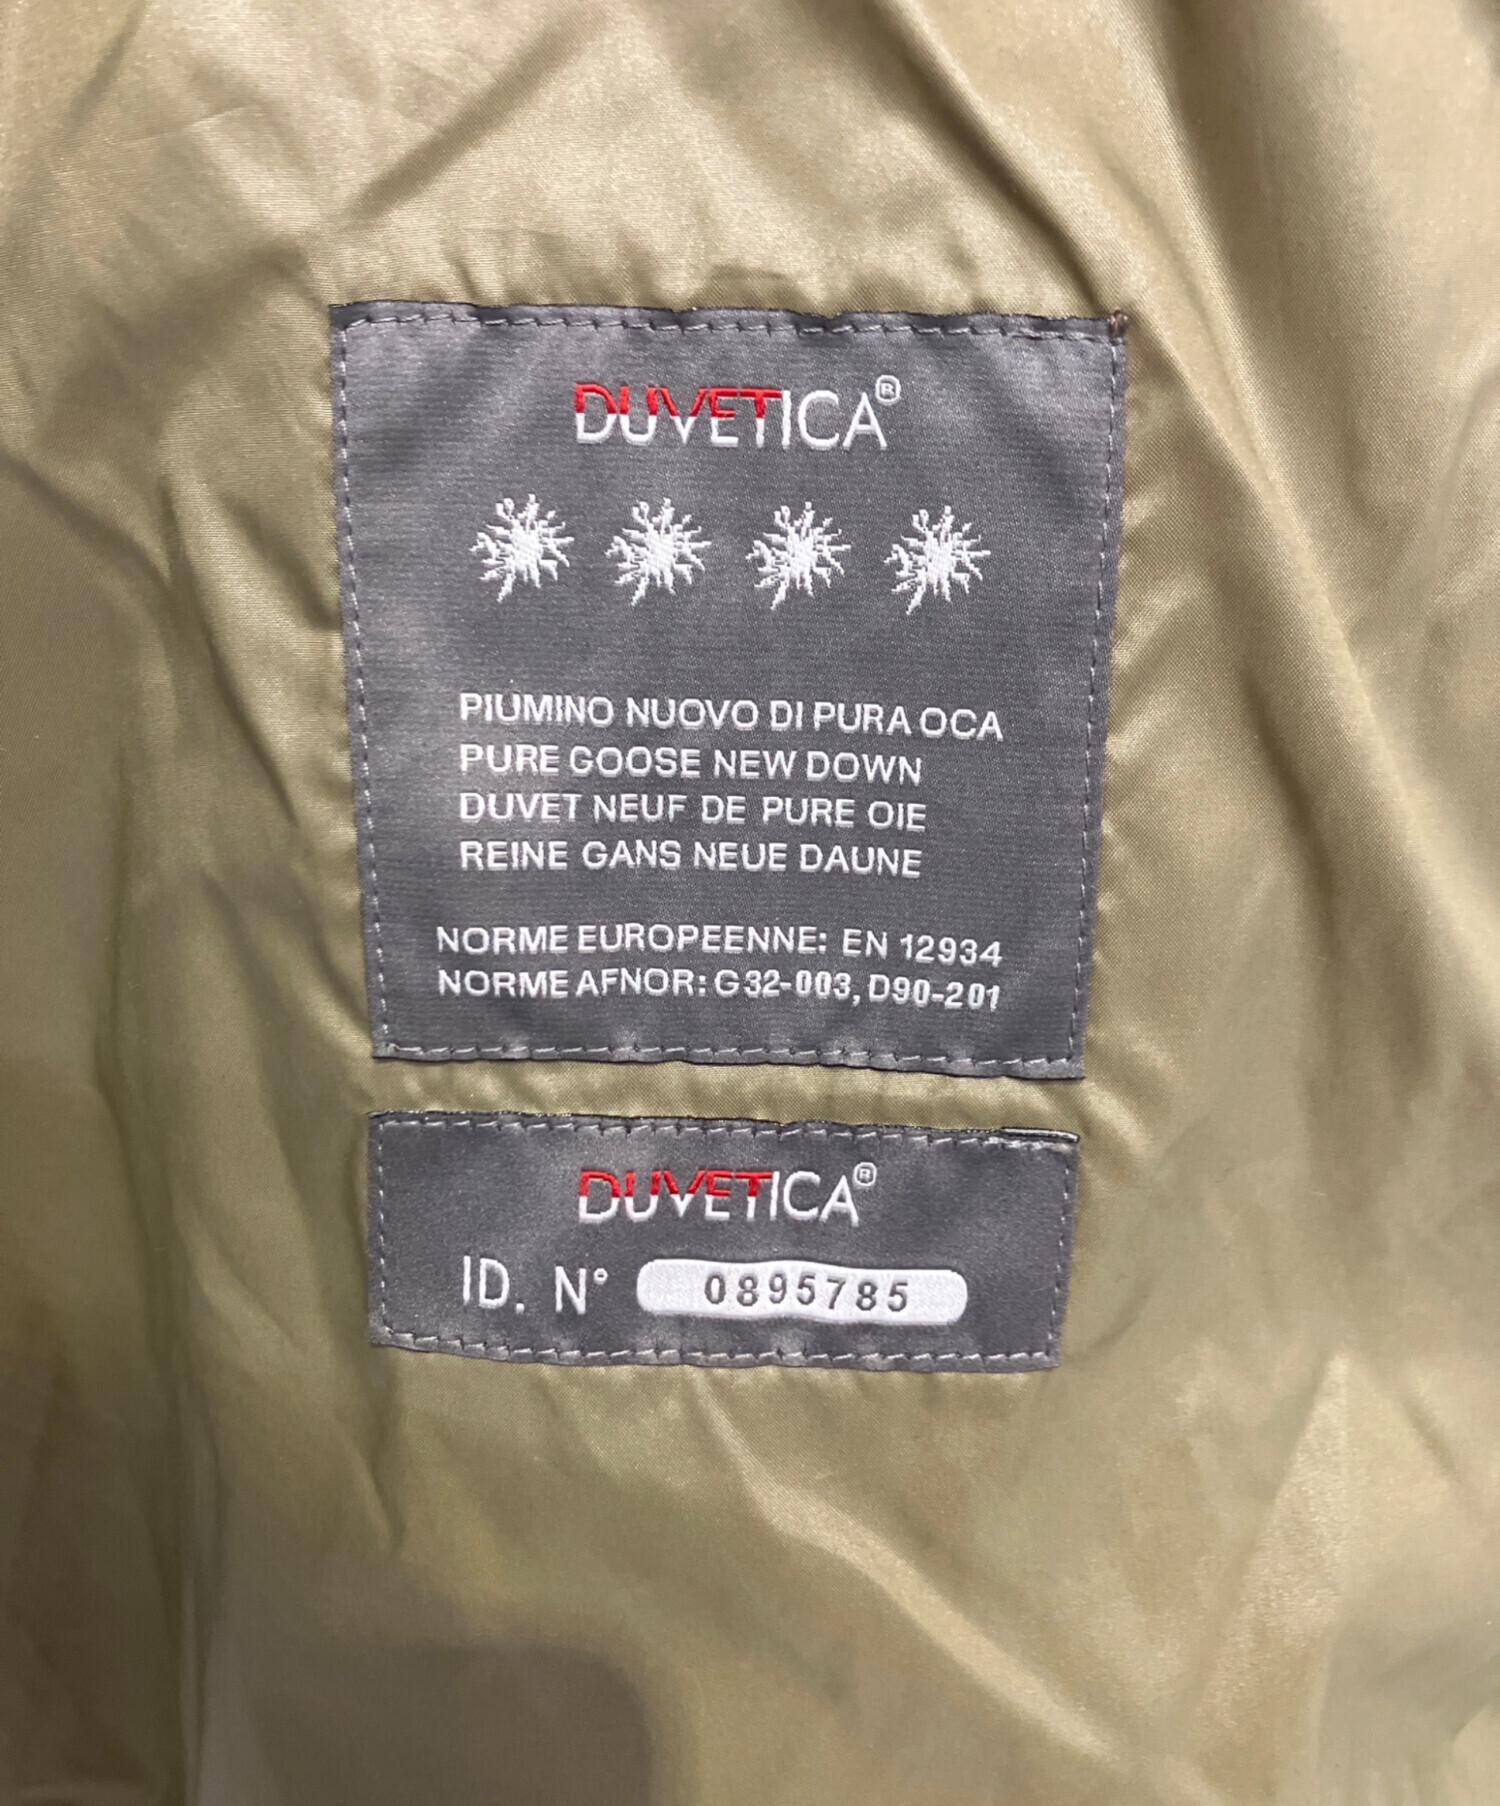 DUVETICA®
PIUMINO NUOVO DI PURA OCA
PURE GOOSE NEW DOWN
DUVET NEUF DE PURE OIE
REINE GANS NEUE DAUNE
NORME EUROPEENNE: EN 12934
NORME AFNOR: G32-003, D90-201
DUVETICA®
ID. N° 0895785